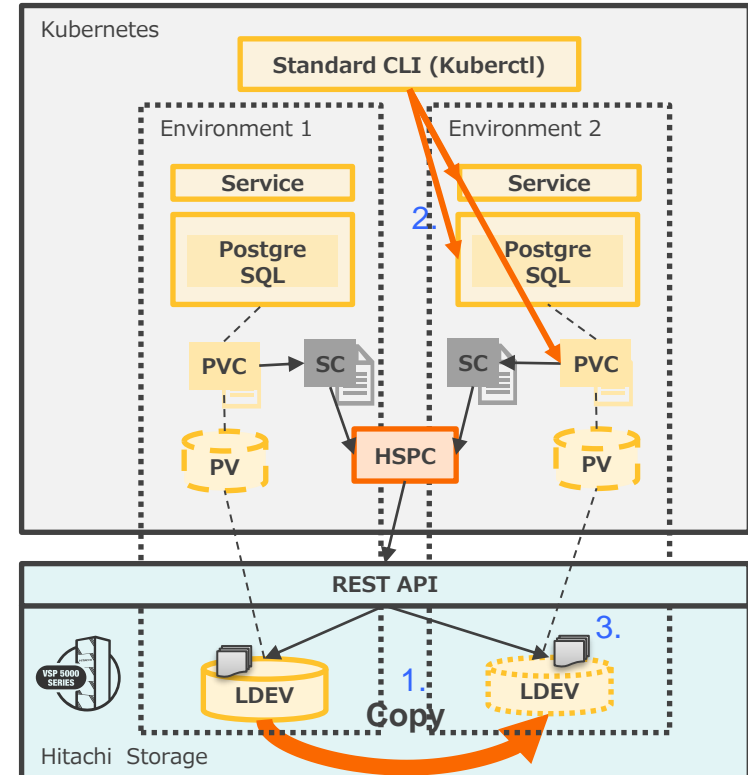 Kubernetes
Standard CLI (Kuberctl)
Environment 1
Environment 2
Service
Service
2.
Postgre
SQL
Postgre
SQL
PVC
SC
SC
PVC
HSPC
PV
PV
REST API
3.
VSP 5000
SERIES
LDEV
1.
Copy
LDEV
Hitachi Storage